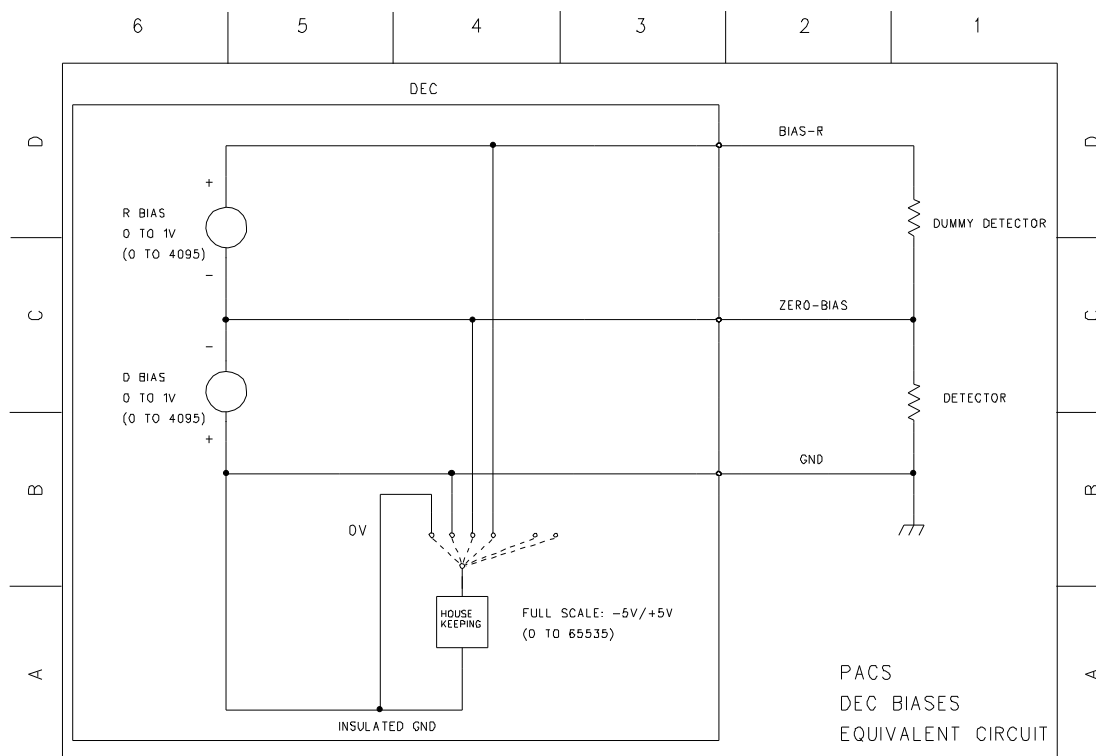 6 5 4 3 2 1
DEC
D D
BIAS-R
+
R BIAS
0 TO 1V
(0 TO 4095)
DUMMY DETECTOR
-
C C
ZERO-BIAS
-
D BIAS
0 TO 1V
(0 TO 4095)
DETECTOR
+
GND
B B
0V
HOUSE
KEEPING
FULL SCALE: -5V/+5V
(0 TO 65535)
A A
INSULATED GND
PACS
DEC BIASES
EQUIVALENT CIRCUIT